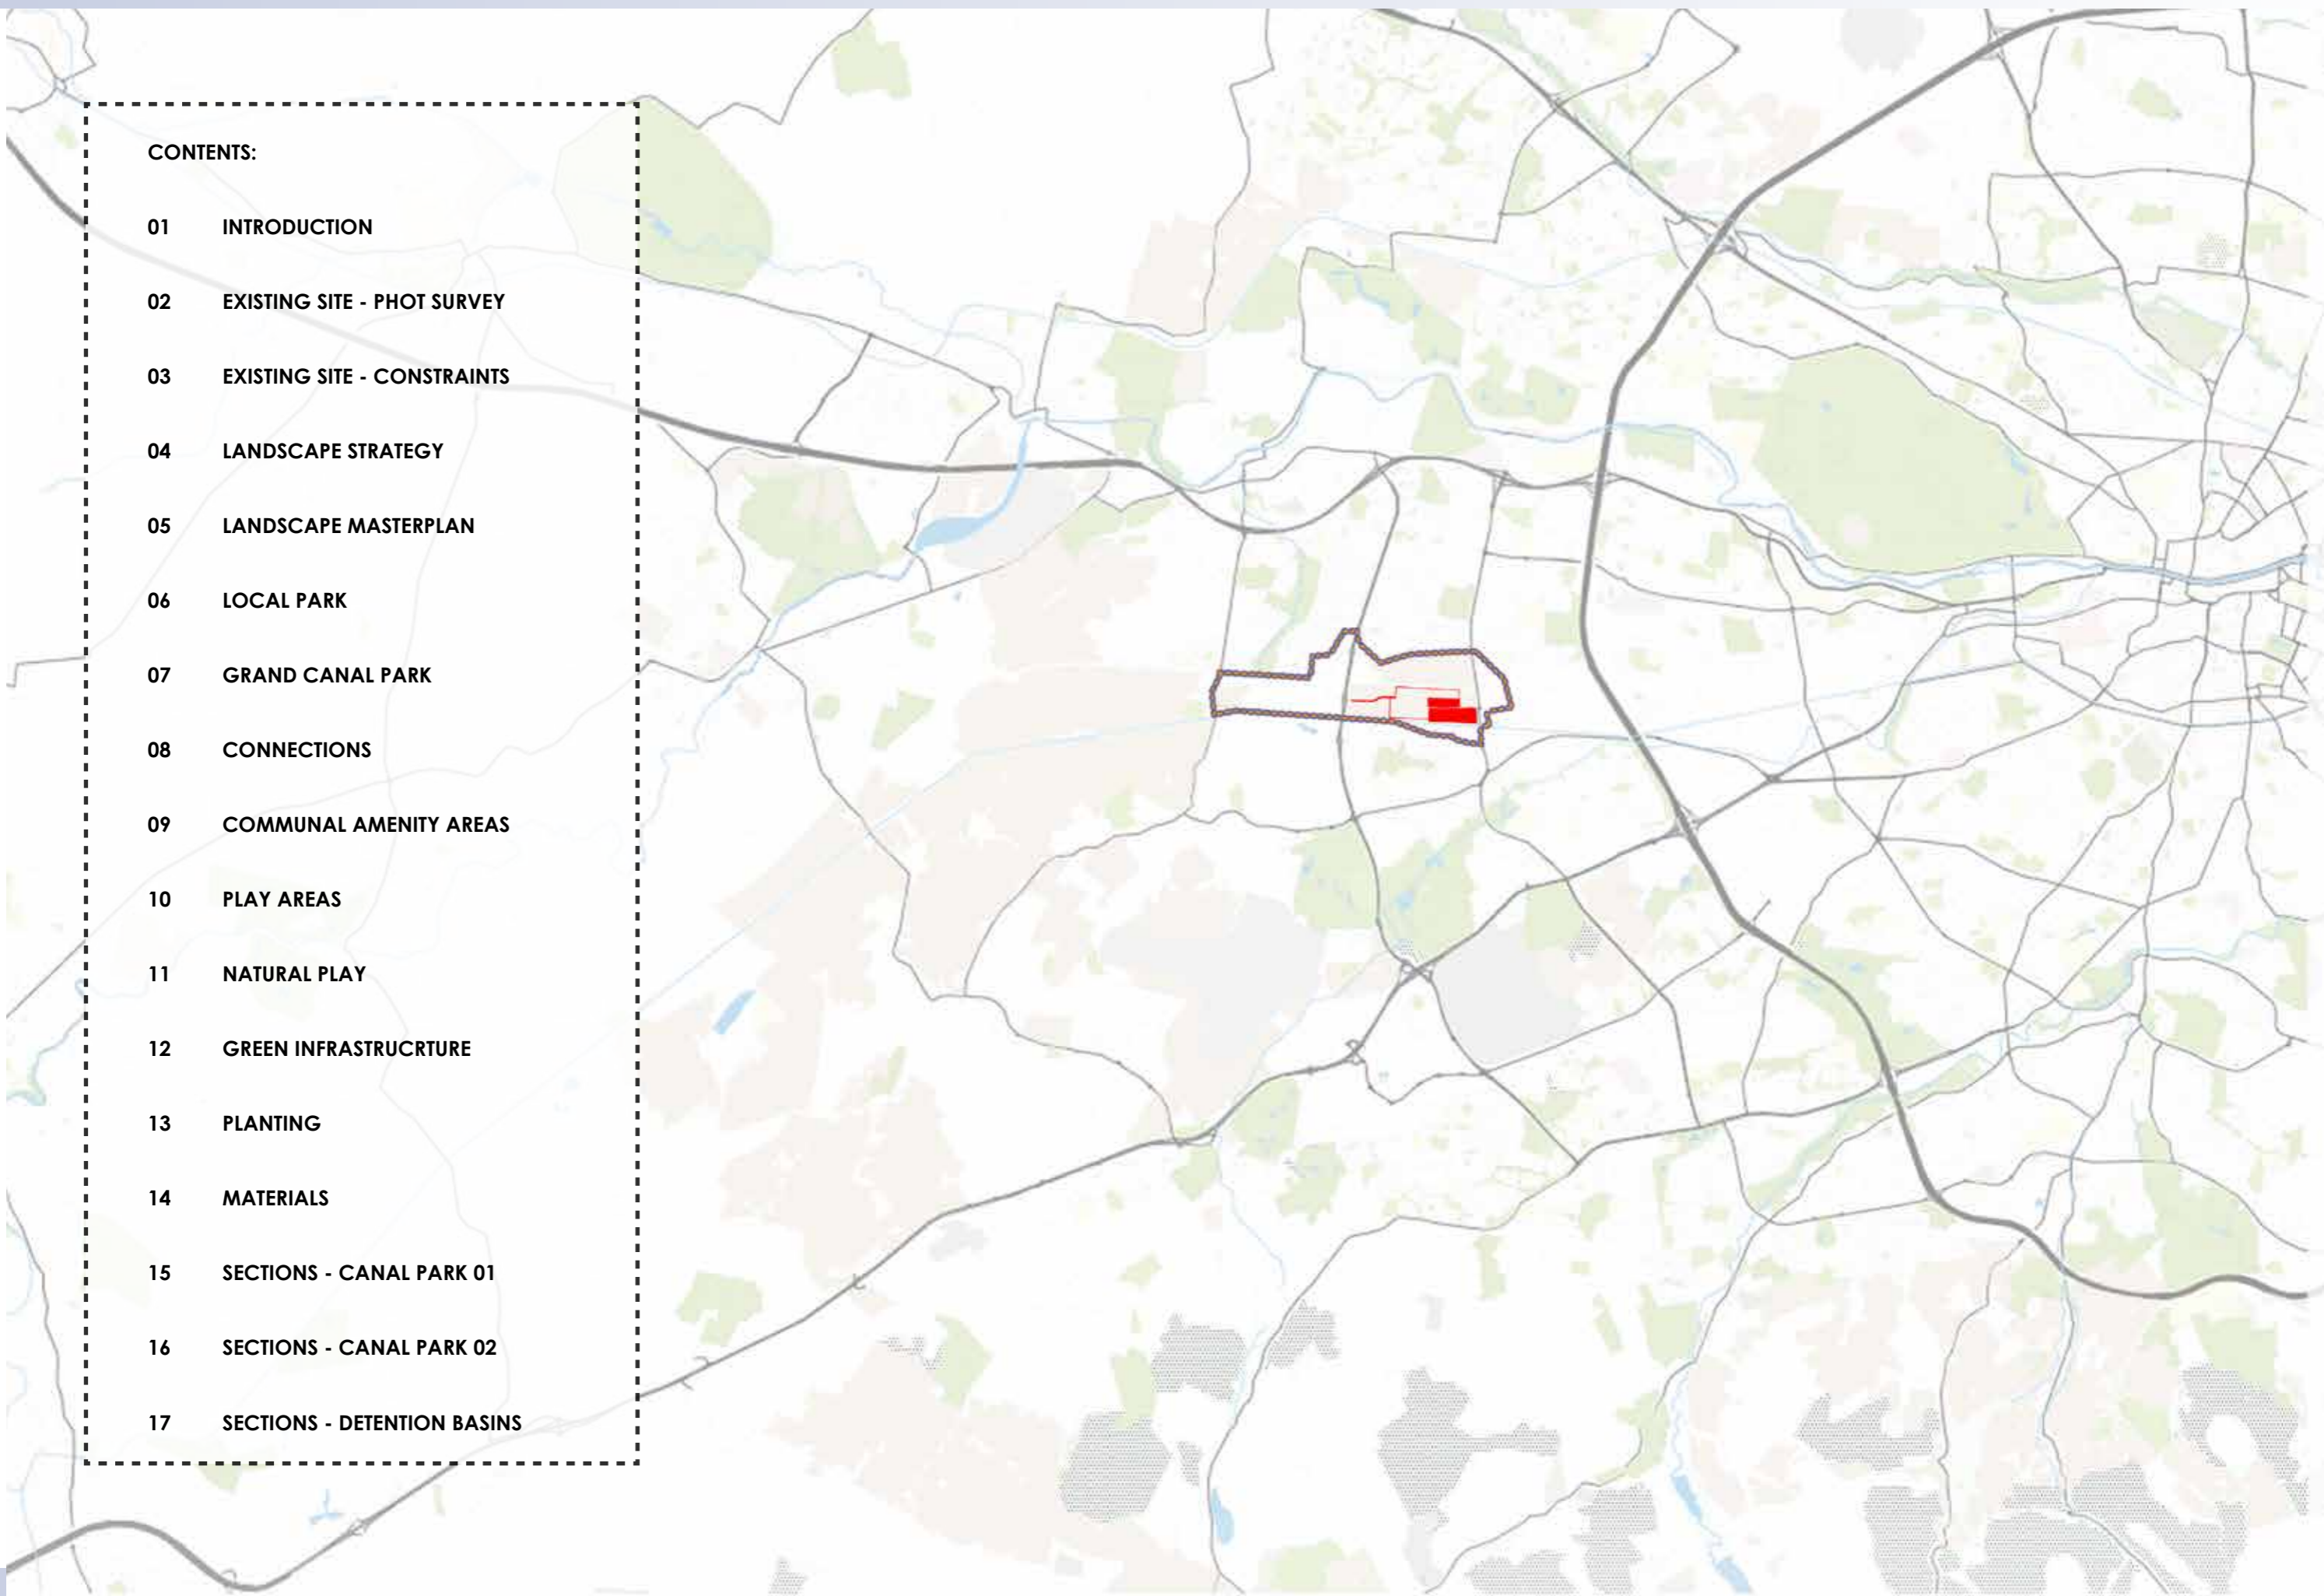 CONTENTS:
01 INTRODUCTION
02 EXISTING SITE - PHOT SURVEY
03 EXISTING SITE - CONSTRAINTS
04 LANDSCAPE STRATEGY
05 LANDSCAPE MASTERPLAN
06 LOCAL PARK
07 GRAND CANAL PARK
08 CONNECTIONS
09 COMMUNAL AMENITY AREAS
10 PLAY AREAS
11 NATURAL PLAY
12 GREEN INFRASTRUCRTURE
13 PLANTING
14 MATERIALS
15 SECTIONS - CANAL PARK 01
16 SECTIONS - CANAL PARK 02
17 SECTIONS - DETENTION BASINS